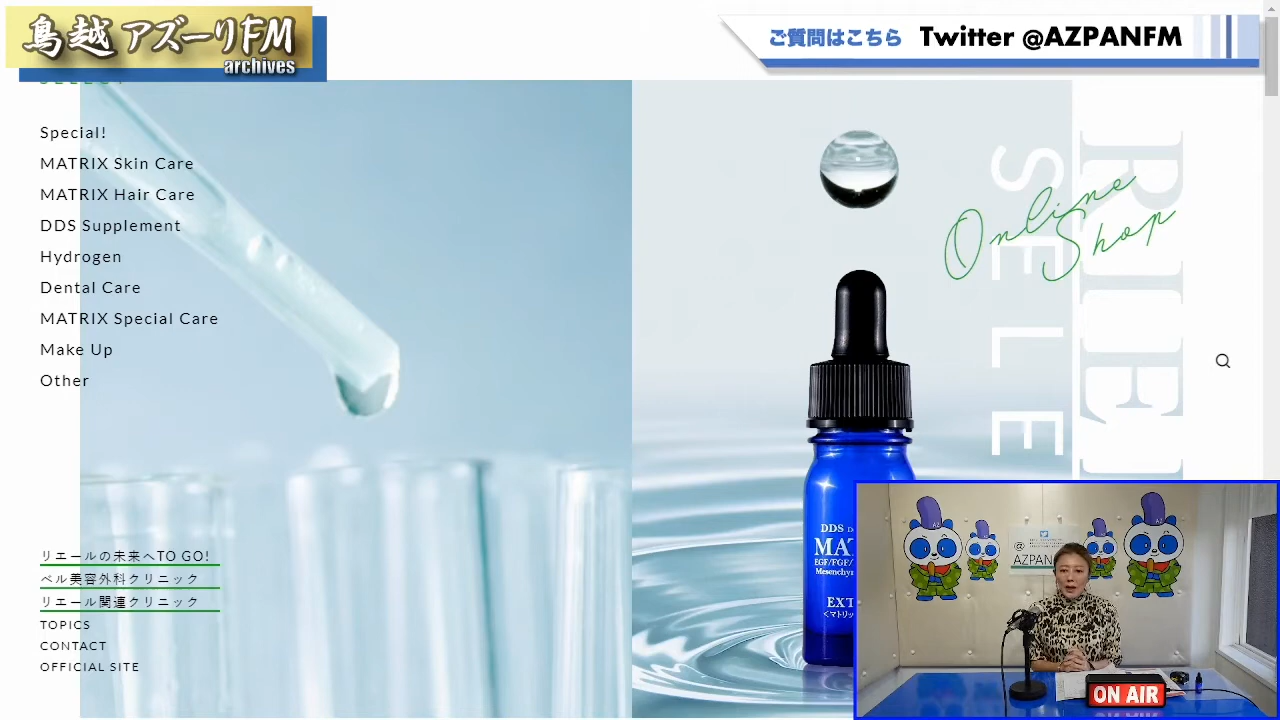 鳥越 アズーリFM
archives
ご質問はこちら Twitter @AZPANFM
Special!
MATRIX Skin Care
MATRIX Hair Care
DDS Supplement
Hydrogen
Dental Care
MATRIX Special Care
Make Up
Other
リエールの未来へTO GO!
ベル美容外科クリニック
リエール関連クリニック
TOPICS
CONTACT
OFFICIAL SITE
Online
Shop
SELE
DDS
MAT
EGF/FGF/
Mesenchy
EXT
@
AZPAN
ON AIR